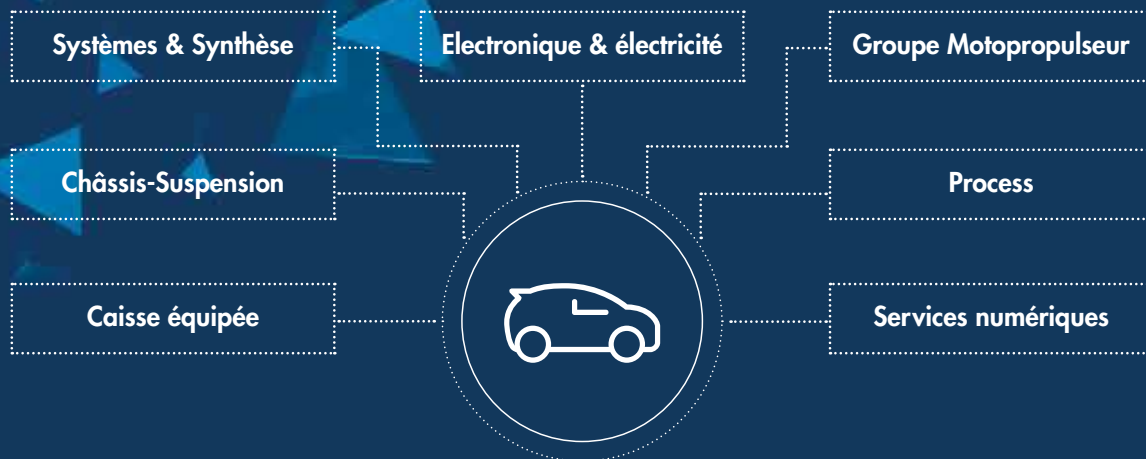 Systèmes & Synthèse
Electronique & électricité
Groupe Motopropulseur
Châssis-Suspension
Process
Caisse équipée
Services numériques